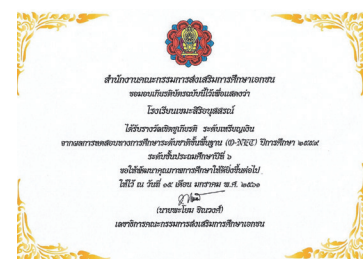 สำนักงานคณะกรรมการส่งเสริมการศึกษาเอกชน
ขอมอบเกียรติบัตรฉบับนี้ไว้เพื่อแสดงว่า
โรงเรียนเขมะสิริอนุสสรณ์
ได้รับรางวัลเชิดชูเกียรติ ระดับเหรียญเงิน
จากผลการทดสอบทางการศึกษาระดับชาติขั้นพื้นฐาน (O-NET) ปีการศึกษา ๒๕๕๙
ระดับชั้นประถมศึกษาปีที่ ๖
ขอให้พัฒนาคุณภาพการศึกษาให้ดียิ่งขึ้นต่อไป
ให้ไว้ ณ วันที่ ๑๕ เดือน มกราคม พ.ศ. ๒๕๖๑
(นายพะโยม ชิณวงศ์)
เลขาธิการคณะกรรมการส่งเสริมการศึกษาเอกชน